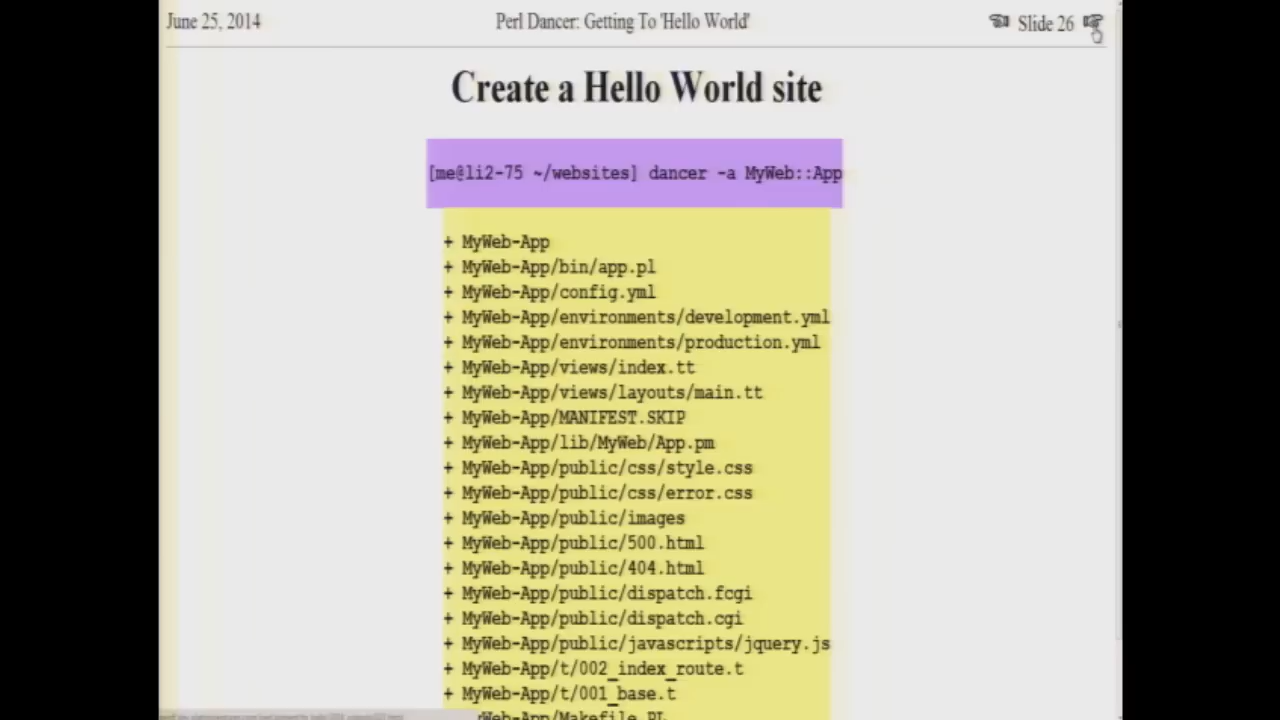 June 25, 2014
Perl Dancer: Getting To 'Hello World'
Slide 26
Create a Hello World site
[me@li2-75 ~/websites] dancer -a MyWeb::App
+ MyWeb-App
+ MyWeb-App/bin/app.pl
+ MyWeb-App/config.yml
+ MyWeb-App/environments/development.yml
+ MyWeb-App/environments/production.yml
+ MyWeb-App/views/index.tt
+ MyWeb-App/views/layouts/main.tt
+ MyWeb-App/MANIFEST.SKIP
+ MyWeb-App/lib/MyWeb/App.pm
+ MyWeb-App/public/css/style.css
+ MyWeb-App/public/css/error.css
+ MyWeb-App/public/images
+ MyWeb-App/public/500.html
+ MyWeb-App/public/404.html
+ MyWeb-App/public/dispatch.fcgi
+ MyWeb-App/public/dispatch.cgi
+ MyWeb-App/public/javascripts/jquery.js
+ MyWeb-App/t/002_index_route.t
+ MyWeb-App/t/001_base.t
Web-App/Makefile.PL